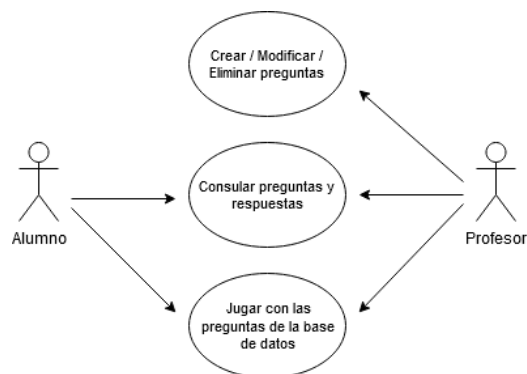 Crear / Modificar /
Eliminar preguntas
Consular preguntas y
respuestas
Alumno
Profesor
Jugar con las
preguntas de la base
de datos